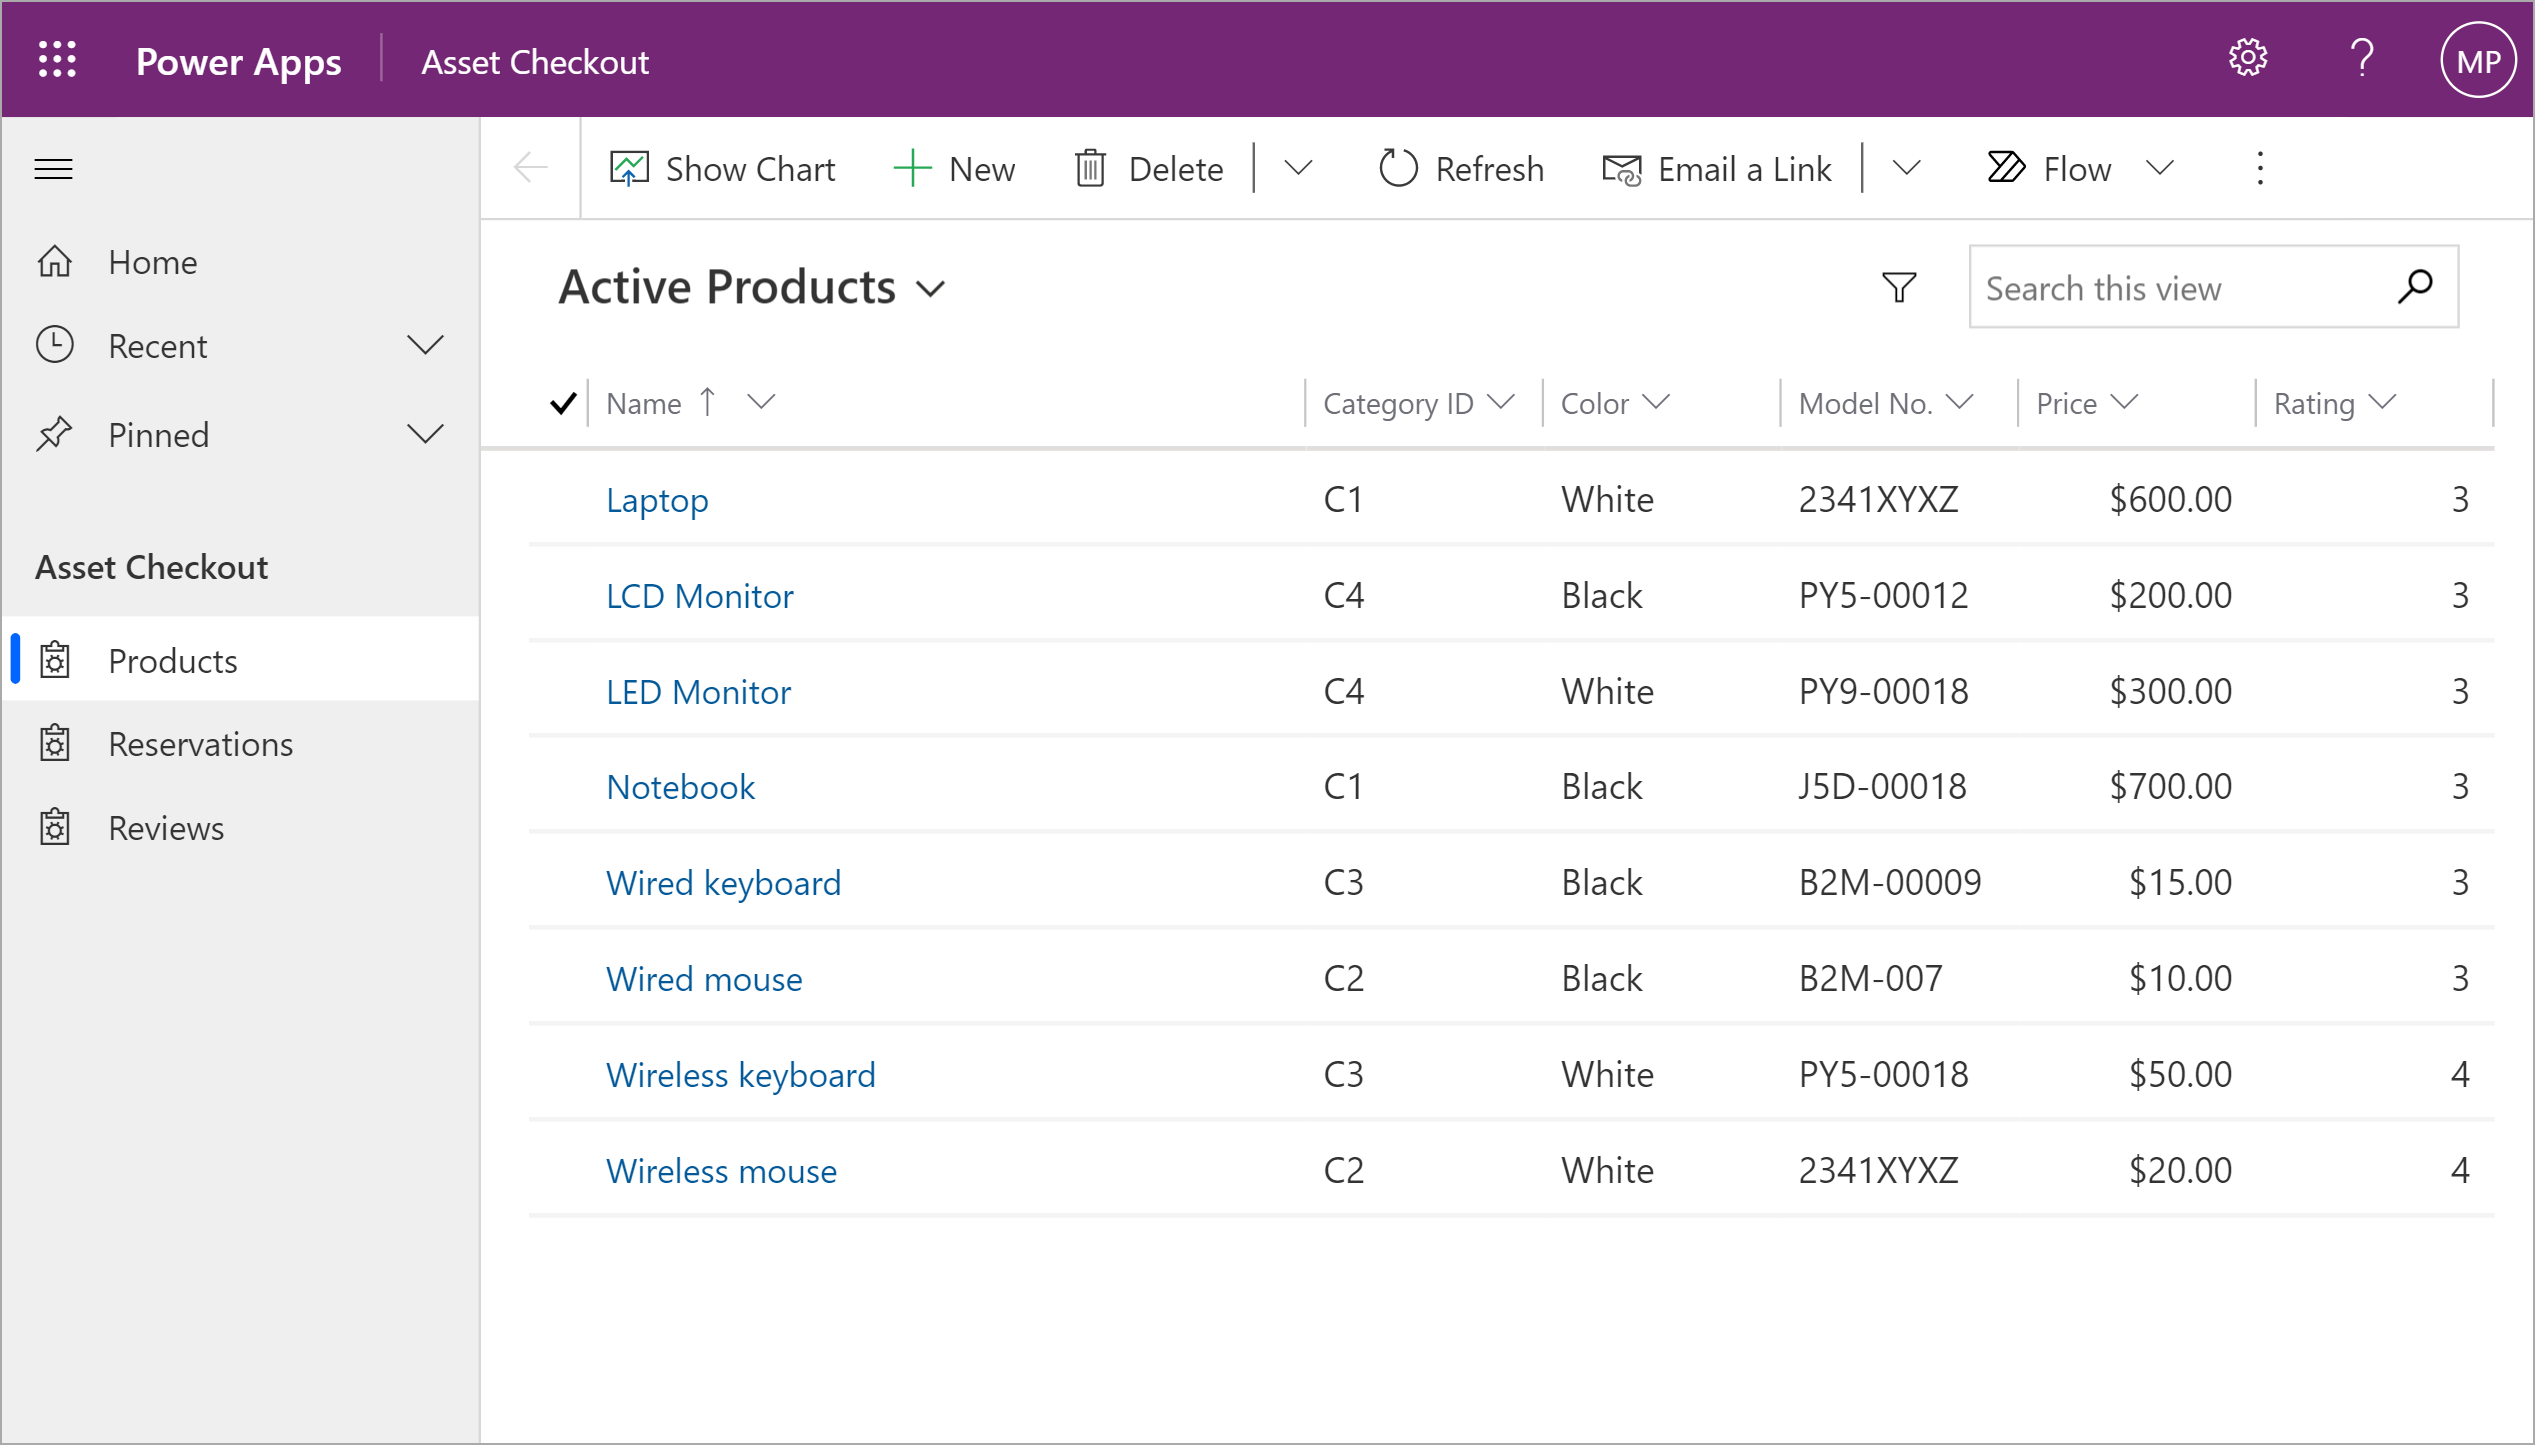 Power Apps Asset Checkout MP
Show Chart New Delete Refresh Email a Link Flow
Home
Recent
Pinned
Asset Checkout
Products
Reservations
Reviews
Active Products Search this view
Name Category ID Color Model No. Price Rating
Laptop C1 White 2341XYXZ $600.00 3
LCD Monitor C4 Black PY5-00012 $200.00 3
LED Monitor C4 White PY9-00018 $300.00 3
Notebook C1 Black J5D-00018 $700.00 3
Wired keyboard C3 Black B2M-00009 $15.00 3
Wired mouse C2 Black B2M-007 $10.00 3
Wireless keyboard C3 White PY5-00018 $50.00 4
Wireless mouse C2 White 2341XYXZ $20.00 4